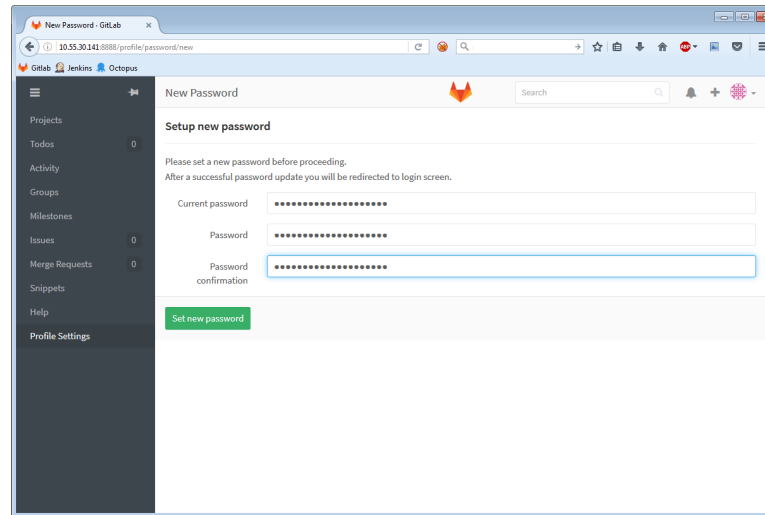 New Password · GitLab
10.55.30.141:8888/profile/password/new
ABP
Gitlab Jenkins Octopus
New Password
Search
Projects
Todos 0
Activity
Groups
Milestones
Issues 0
Merge Requests 0
Snippets
Help
Profile Settings
Setup new password
Please set a new password before proceeding.
After a successful password update you will be redirected to login screen.
Current password ●●●●●●●●●●●●●●●●●●●●
Password ●●●●●●●●●●●●●●●●●●●●
Password ●●●●●●●●●●●●●●●●●●●●
confirmation
Set new password